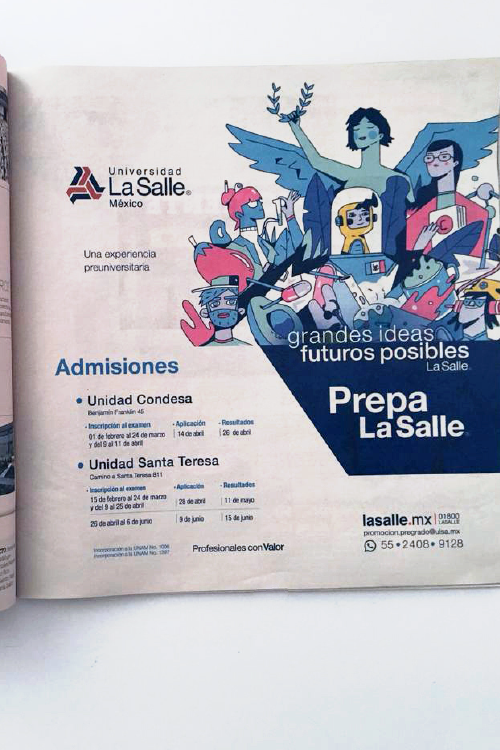 Universidad
La Salle®
México
Una experiencia
preuniversitaria
grandes ideas
futuros posibles
La Salle
Admisiones
Prepa
La Salle
Unidad Condesa
Benjamín Franklin 45
· Inscripción al examen · Aplicación · Resultados
01 de febrero al 24 de marzo
y del 9 al 11 de abril
14 de abril
26 de abril
Unidad Santa Teresa
Camino a Santa Teresa 811
· Inscripción al examen · Aplicación · Resultados
15 de febrero al 24 de marzo
y del 9 al 25 de abril
28 de abril
11 de mayo
26 de abril al 6 de junio
9 de junio
15 de junio
Incorporación a la UNAM No.
Incorporación a la UNAM No.
Profesionales con Valor
lasalle.mx | 01800
LASALLE
promocion.pregrado@ulsa.mx
55•2408•9128